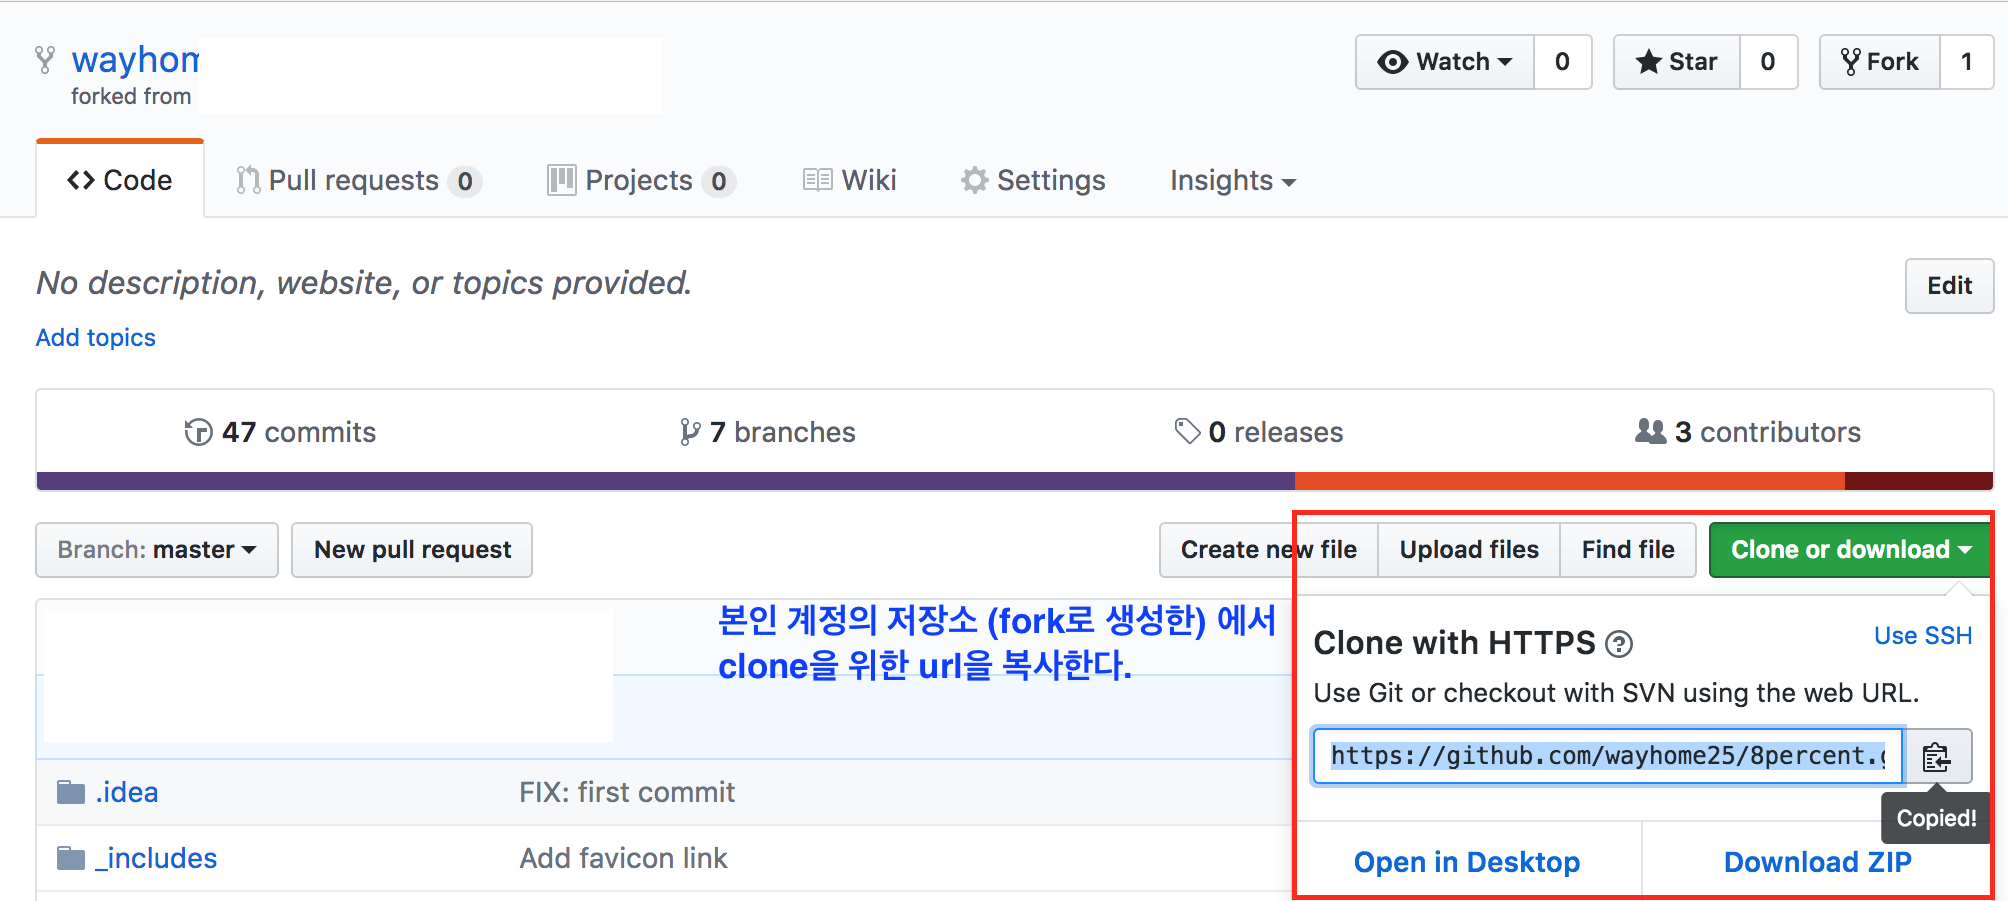 wayhom
forked from
Watch 0 Star 0 Fork 1
Code Pull requests 0 Projects 0 Wiki Settings Insights
No description, website, or topics provided.
Edit
Add topics
47 commits 7 branches 0 releases 3 contributors
Branch: master New pull request Create new file Upload files Find file Clone or download
본인 계정의 저장소 (fork로 생성한) 에서
clone을 위한 url을 복사한다.
Clone with HTTPS ? Use SSH
Use Git or checkout with SVN using the web URL.
https://github.com/wayhome25/8percent.g
Copied!
.idea FIX: first commit
_includes Add favicon link
Open in Desktop Download ZIP